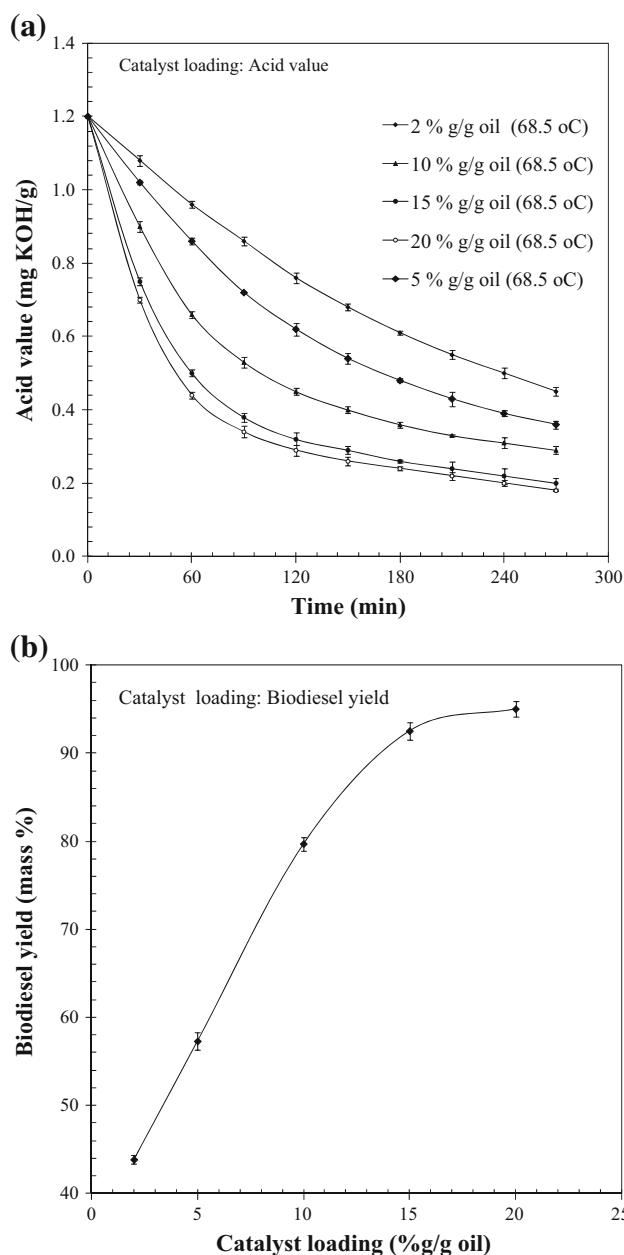 (a)
1.4
Catalyst loading: Acid value
1.2
2 % g/g oil (68.5 oC)
10 % g/g oil (68.5 oC)
1.0
15 % g/g oil (68.5 oC)
20 % g/g oil (68.5 oC)
0.8
5 % g/g oil (68.5 oC)
0.6
0.4
0.2
0.0
Acid value (mg KOH/g)
0 60 120 180 240 300
Time (min)
(b)
100
Catalyst loading: Biodiesel yield
90
80
70
60
50
40
Biodiesel yield (mass %)
0 5 10 15 20 25
Catalyst loading (%g/g oil)